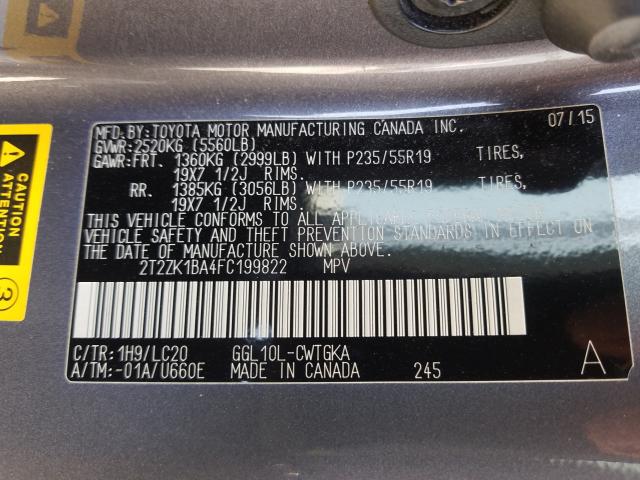 MFD.BY:TOYOTA MOTOR MANUFACTURING CANADA INC. 07/15
GVWR:2520KG (5560LB)
GAWR:FRT. 1360KG (2999LB) WITH P235/55R19 TIRES,
19X7 1/2J RIMS.
RR. 1385KG (3056LB) WITH P235/55R19 TIRES,
19X7 1/2J RIMS.
THIS VEHICLE CONFORMS TO ALL APPLICABLE
VEHICLE SAFETY AND THEFT PREVENTION STANDARDS IN EFFECT ON
THE DATE OF MANUFACTURE SHOWN ABOVE.
2T2ZK1BA4FC199822 MPV
C/TR:1H9/LC20 GGL10L-CWTGKA
A/TM:-01A/U660E MADE IN CANADA 245 A
CAUTION
ATTENTION
3